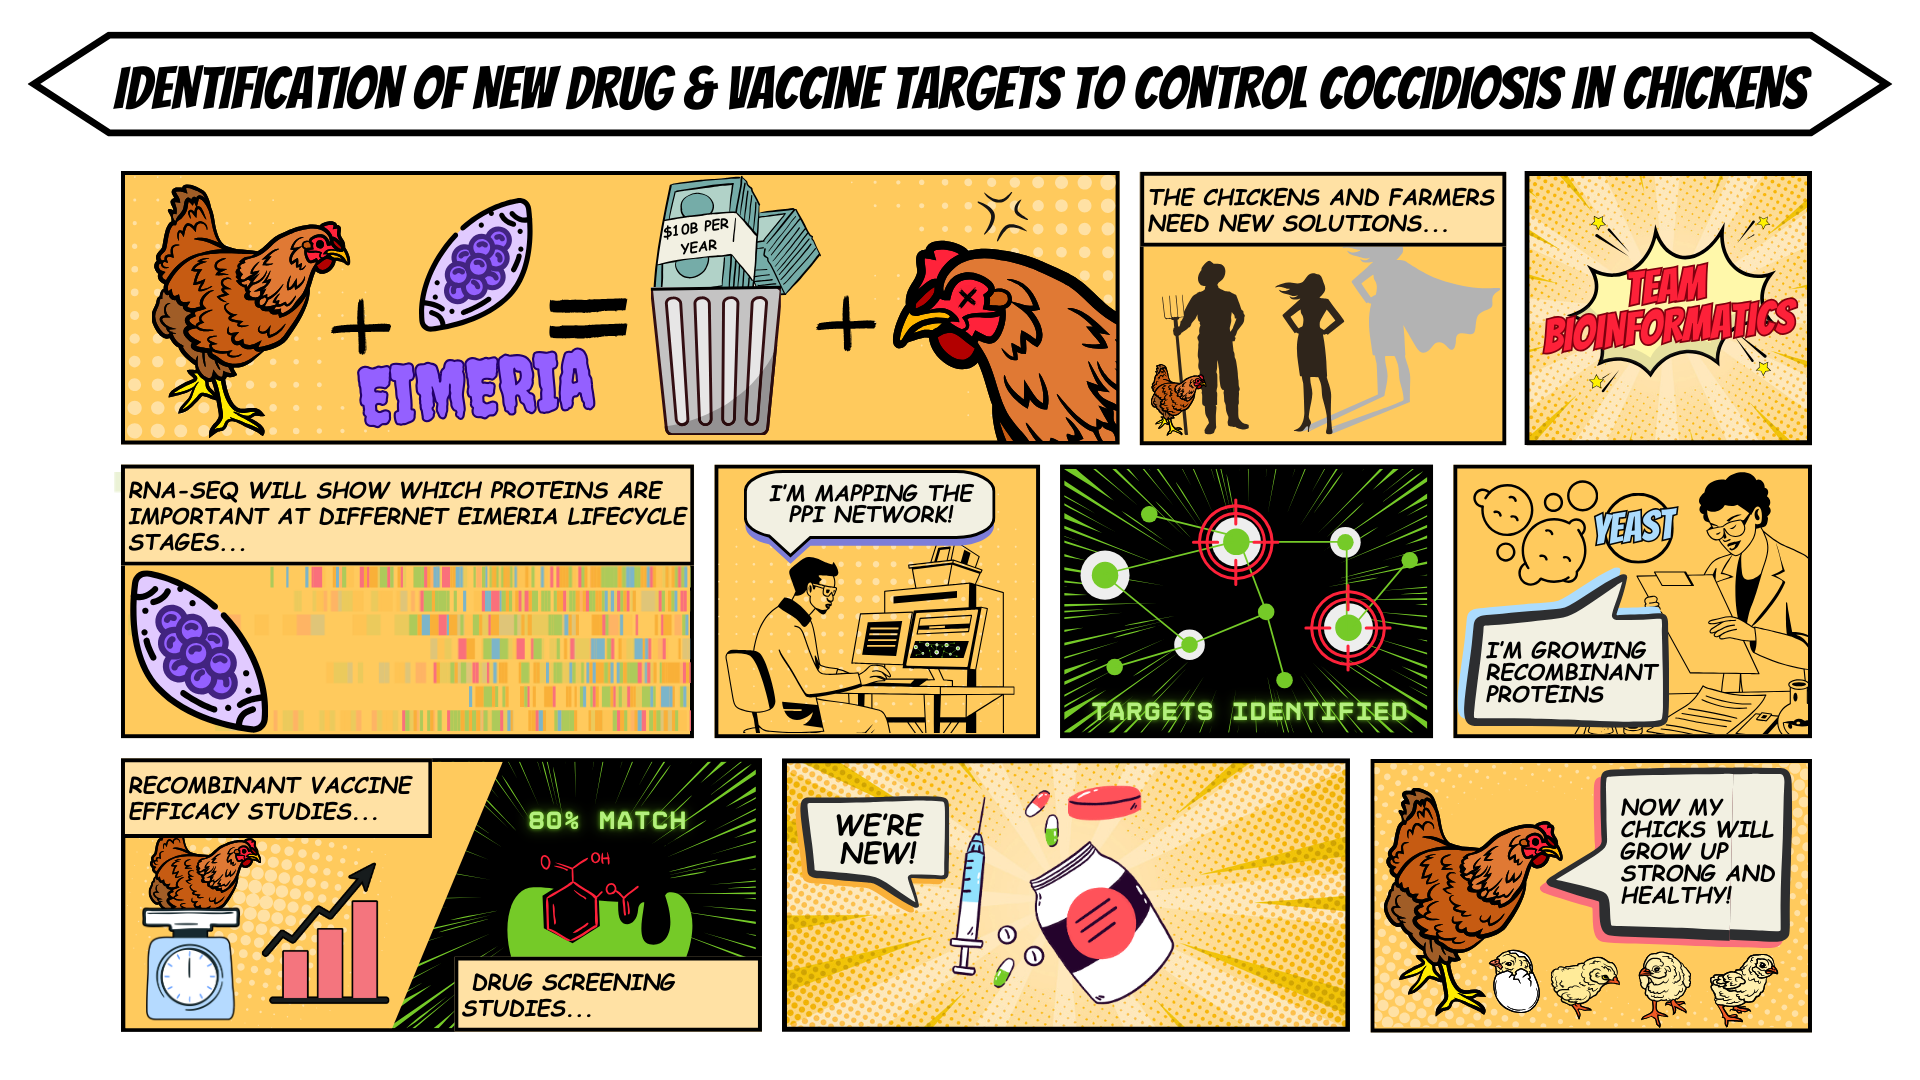 IDENTIFICATION OF NEW DRUG & VACCINE TARGETS TO CONTROL COCCIDIOSIS IN CHICKENS
$10B PER
YEAR
EIMERIA
THE CHICKENS AND FARMERS
NEED NEW SOLUTIONS...
TEAM
BIOINFORMATICS
RNA-SEQ WILL SHOW WHICH PROTEINS ARE
IMPORTANT AT DIFFERNET EIMERIA LIFECYCLE
STAGES...
I'M MAPPING THE
PPI NETWORK!
TARGETS IDENTIFIED
YEAST
I'M GROWING
RECOMBINANT
PROTEINS
RECOMBINANT VACCINE
EFFICACY STUDIES...
80% MATCH
O
OH
O
DRUG SCREENING
STUDIES...
WE'RE
NEW!
NOW MY
CHICKS WILL
GROW UP
STRONG AND
HEALTHY!